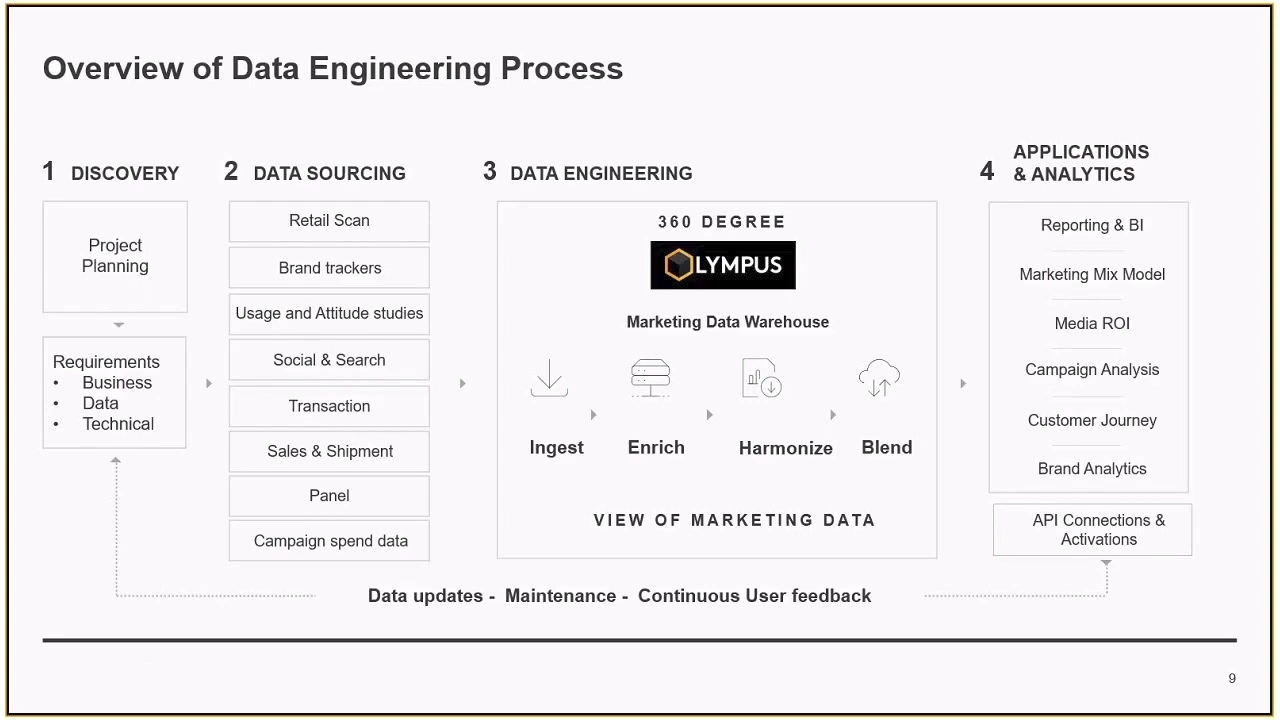 Overview of Data Engineering Process
1 DISCOVERY
Project
Planning
Requirements
• Business
• Data
• Technical
2 DATA SOURCING
Retail Scan
Brand trackers
Usage and Attitude studies
Social & Search
Transaction
Sales & Shipment
Panel
Campaign spend data
3 DATA ENGINEERING
360 DEGREE
OLYMPUS
Marketing Data Warehouse
Ingest
Enrich
Harmonize
Blend
VIEW OF MARKETING DATA
4 APPLICATIONS
& ANALYTICS
Reporting & BI
Marketing Mix Model
Media ROI
Campaign Analysis
Customer Journey
Brand Analytics
API Connections &
Activations
Data updates - Maintenance - Continuous User feedback
9